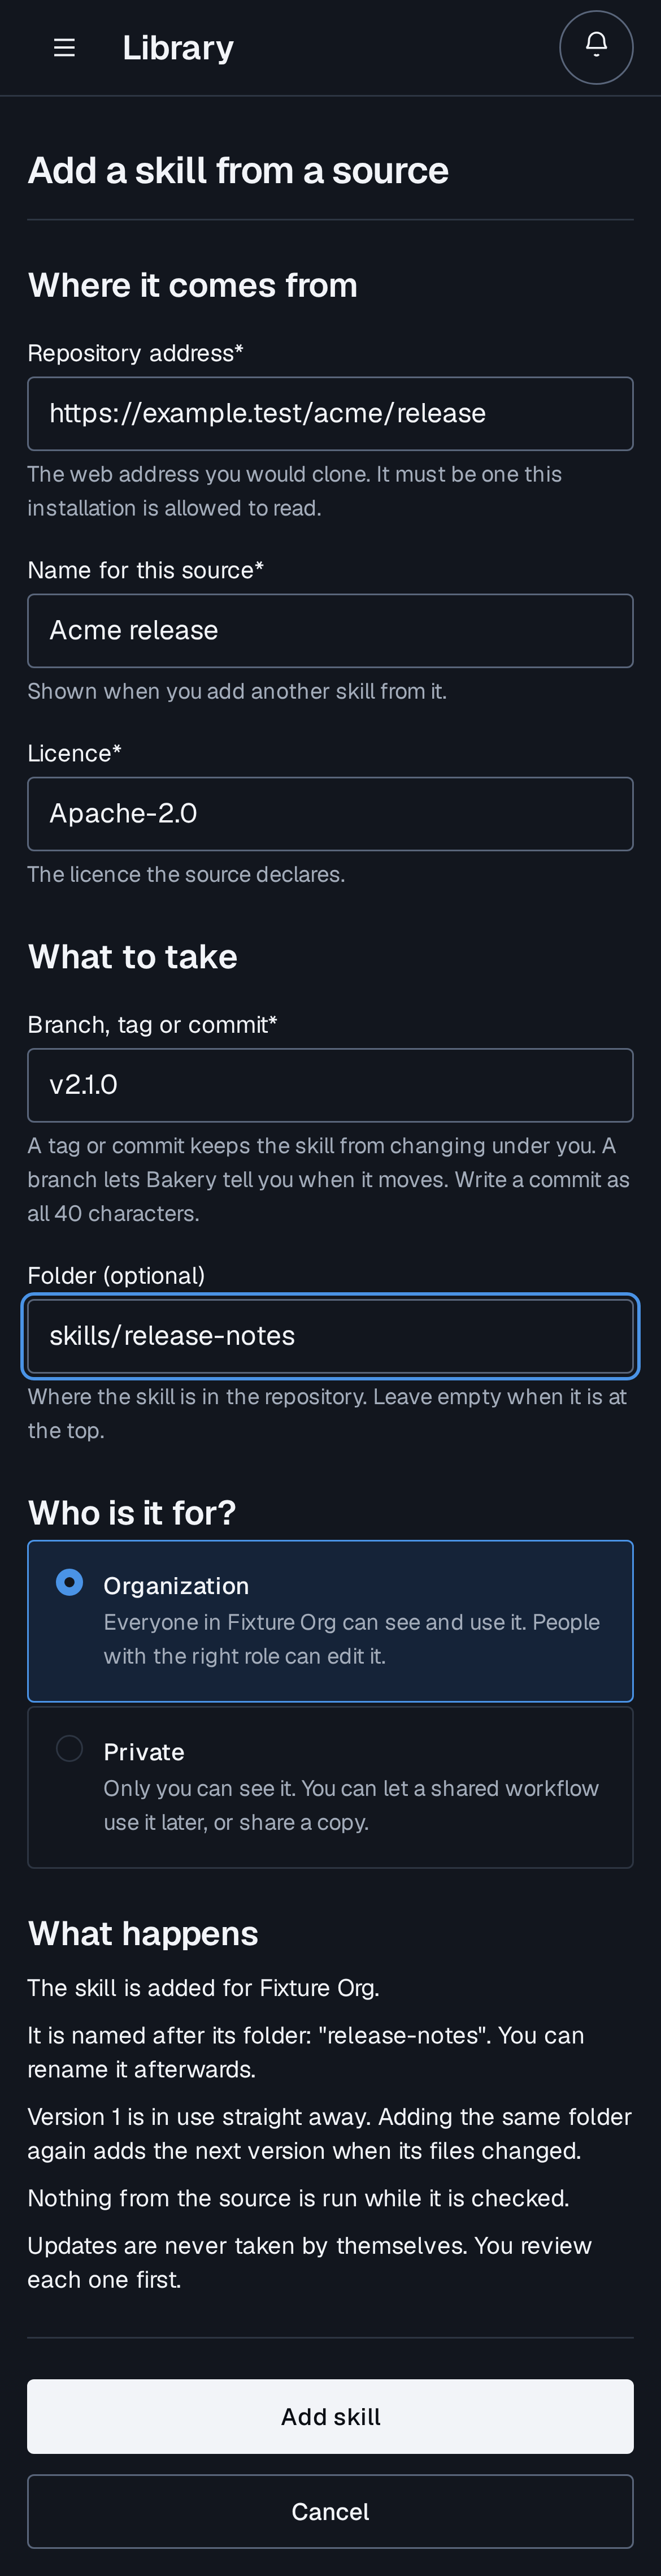 Library
Add a skill from a source
Where it comes from
Repository address*
https://example.test/acme/release
The web address you would clone. It must be one this
installation is allowed to read.
Name for this source*
Acme release
Shown when you add another skill from it.
Licence*
Apache-2.0
The licence the source declares.
What to take
Branch, tag or commit*
v2.1.0
A tag or commit keeps the skill from changing under you. A
branch lets Bakery tell you when it moves. Write a commit as
all 40 characters.
Folder (optional)
skills/release-notes
Where the skill is in the repository. Leave empty when it is at
the top.
Who is it for?
Organization
Everyone in Fixture Org can see and use it. People
with the right role can edit it.
Private
Only you can see it. You can let a shared workflow
use it later, or share a copy.
What happens
The skill is added for Fixture Org.
It is named after its folder: "release-notes". You can
rename it afterwards.
Version 1 is in use straight away. Adding the same folder
again adds the next version when its files changed.
Nothing from the source is run while it is checked.
Updates are never taken by themselves. You review
each one first.
Add skill
Cancel